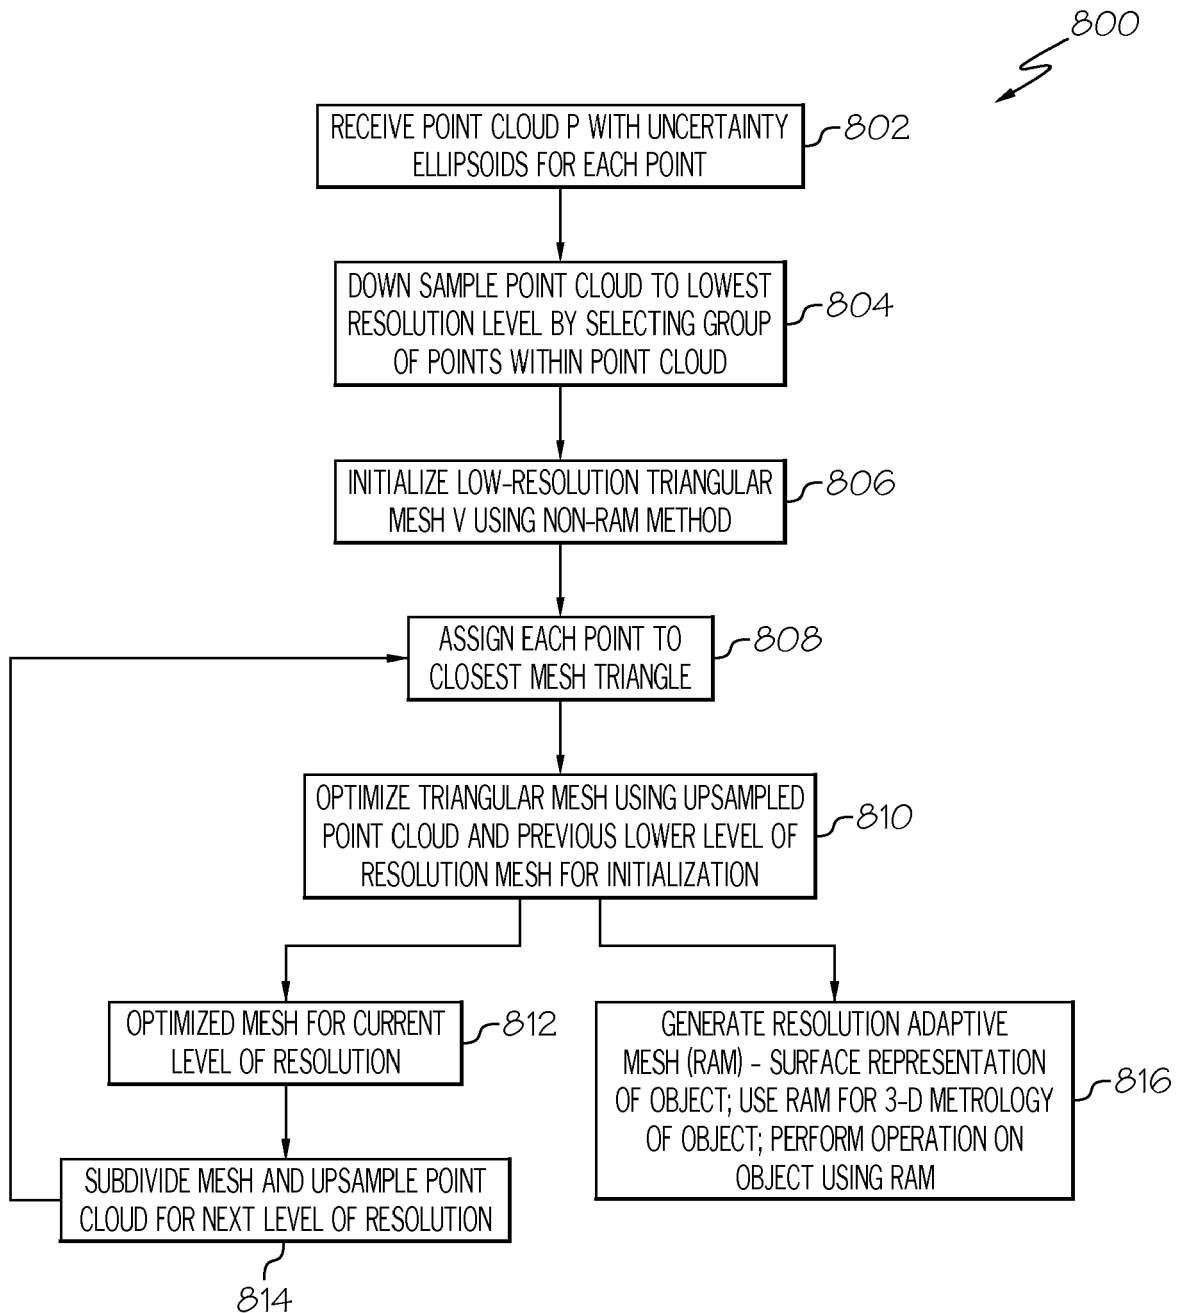 800
RECEIVE POINT CLOUD P WITH UNCERTAINTY
ELLIPSOIDS FOR EACH POINT
802
DOWN SAMPLE POINT CLOUD TO LOWEST
RESOLUTION LEVEL BY SELECTING GROUP
OF POINTS WITHIN POINT CLOUD
804
INITIALIZE LOW-RESOLUTION TRIANGULAR
MESH V USING NON-RAM METHOD
806
ASSIGN EACH POINT TO
CLOSEST MESH TRIANGLE
808
OPTIMIZE TRIANGULAR MESH USING UPSAMPLED
POINT CLOUD AND PREVIOUS LOWER LEVEL OF
RESOLUTION MESH FOR INITIALIZATION
810
OPTIMIZED MESH FOR CURRENT
LEVEL OF RESOLUTION
812
SUBDIVIDE MESH AND UPSAMPLE POINT
CLOUD FOR NEXT LEVEL OF RESOLUTION
814
GENERATE RESOLUTION ADAPTIVE
MESH (RAM) - SURFACE REPRESENTATION
OF OBJECT; USE RAM FOR 3-D METROLOGY
OF OBJECT; PERFORM OPERATION ON
OBJECT USING RAM
816